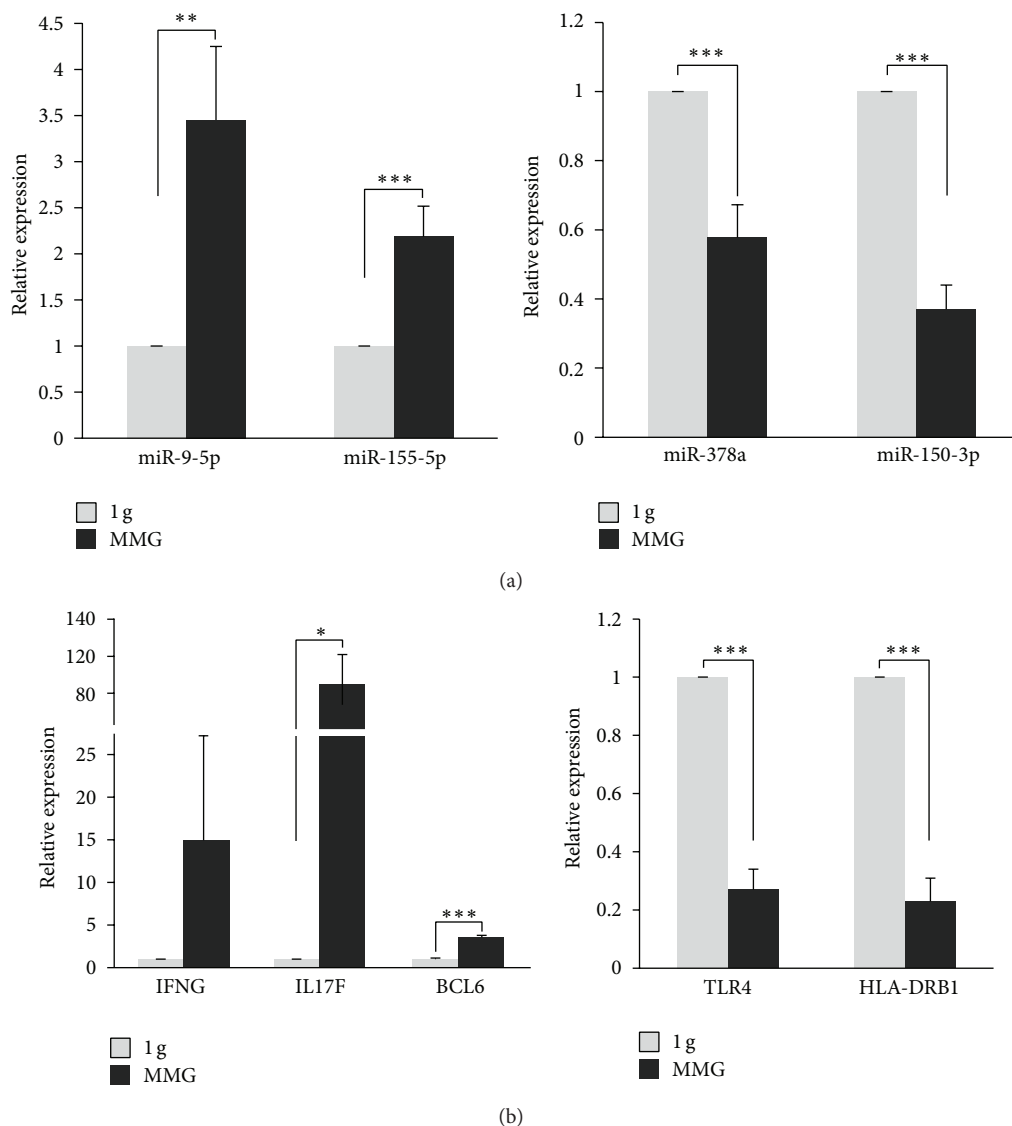 Relative expression
4.5
4
3.5
3
2.5
2
1.5
1
0.5
0
**
***
miR-9-5p miR-155-5p
1 g
MMG
Relative expression
1.2
1
0.8
0.6
0.4
0.2
0
***
***
miR-378a miR-150-3p
1 g
MMG
(a)
Relative expression
140
120
80
25
20
15
10
5
0
*
***
IFNG IL17F BCL6
1 g
MMG
Relative expression
1.2
1
0.8
0.6
0.4
0.2
0
***
***
TLR4 HLA-DRB1
1 g
MMG
(b)